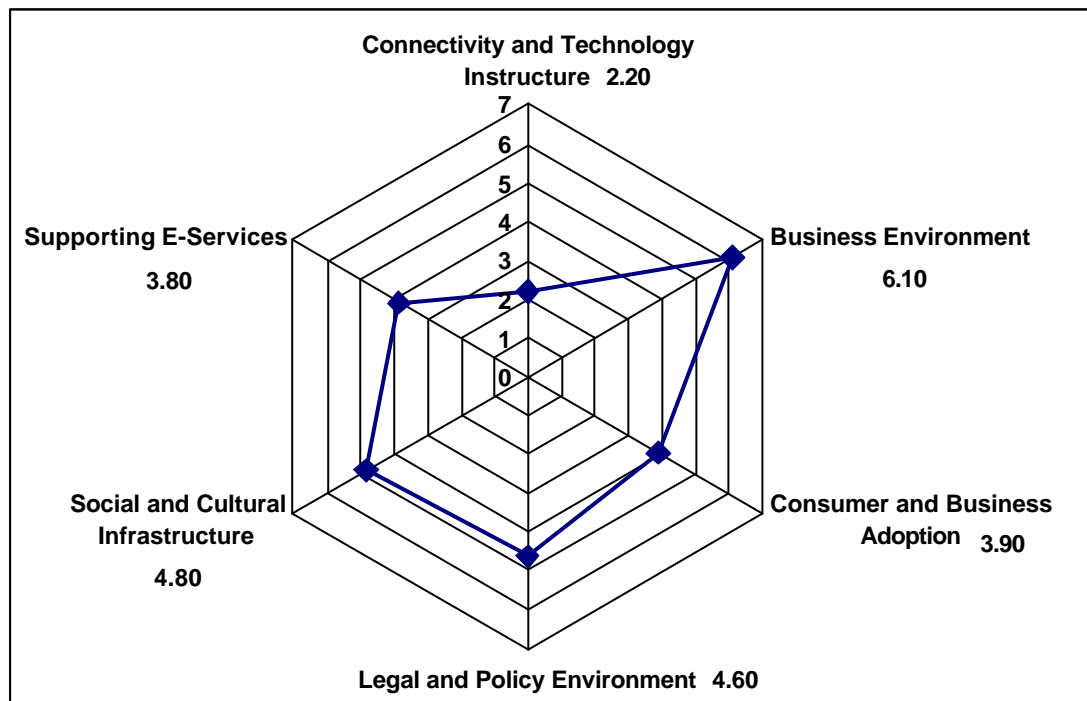 Connectivity and Technology
Instructure 2.20
7
6
5
4
3
2
1
0
Supporting E-Services
3.80
Business Environment
6.10
Social and Cultural
Infrastructure
4.80
Consumer and Business
Adoption 3.90
Legal and Policy Environment 4.60